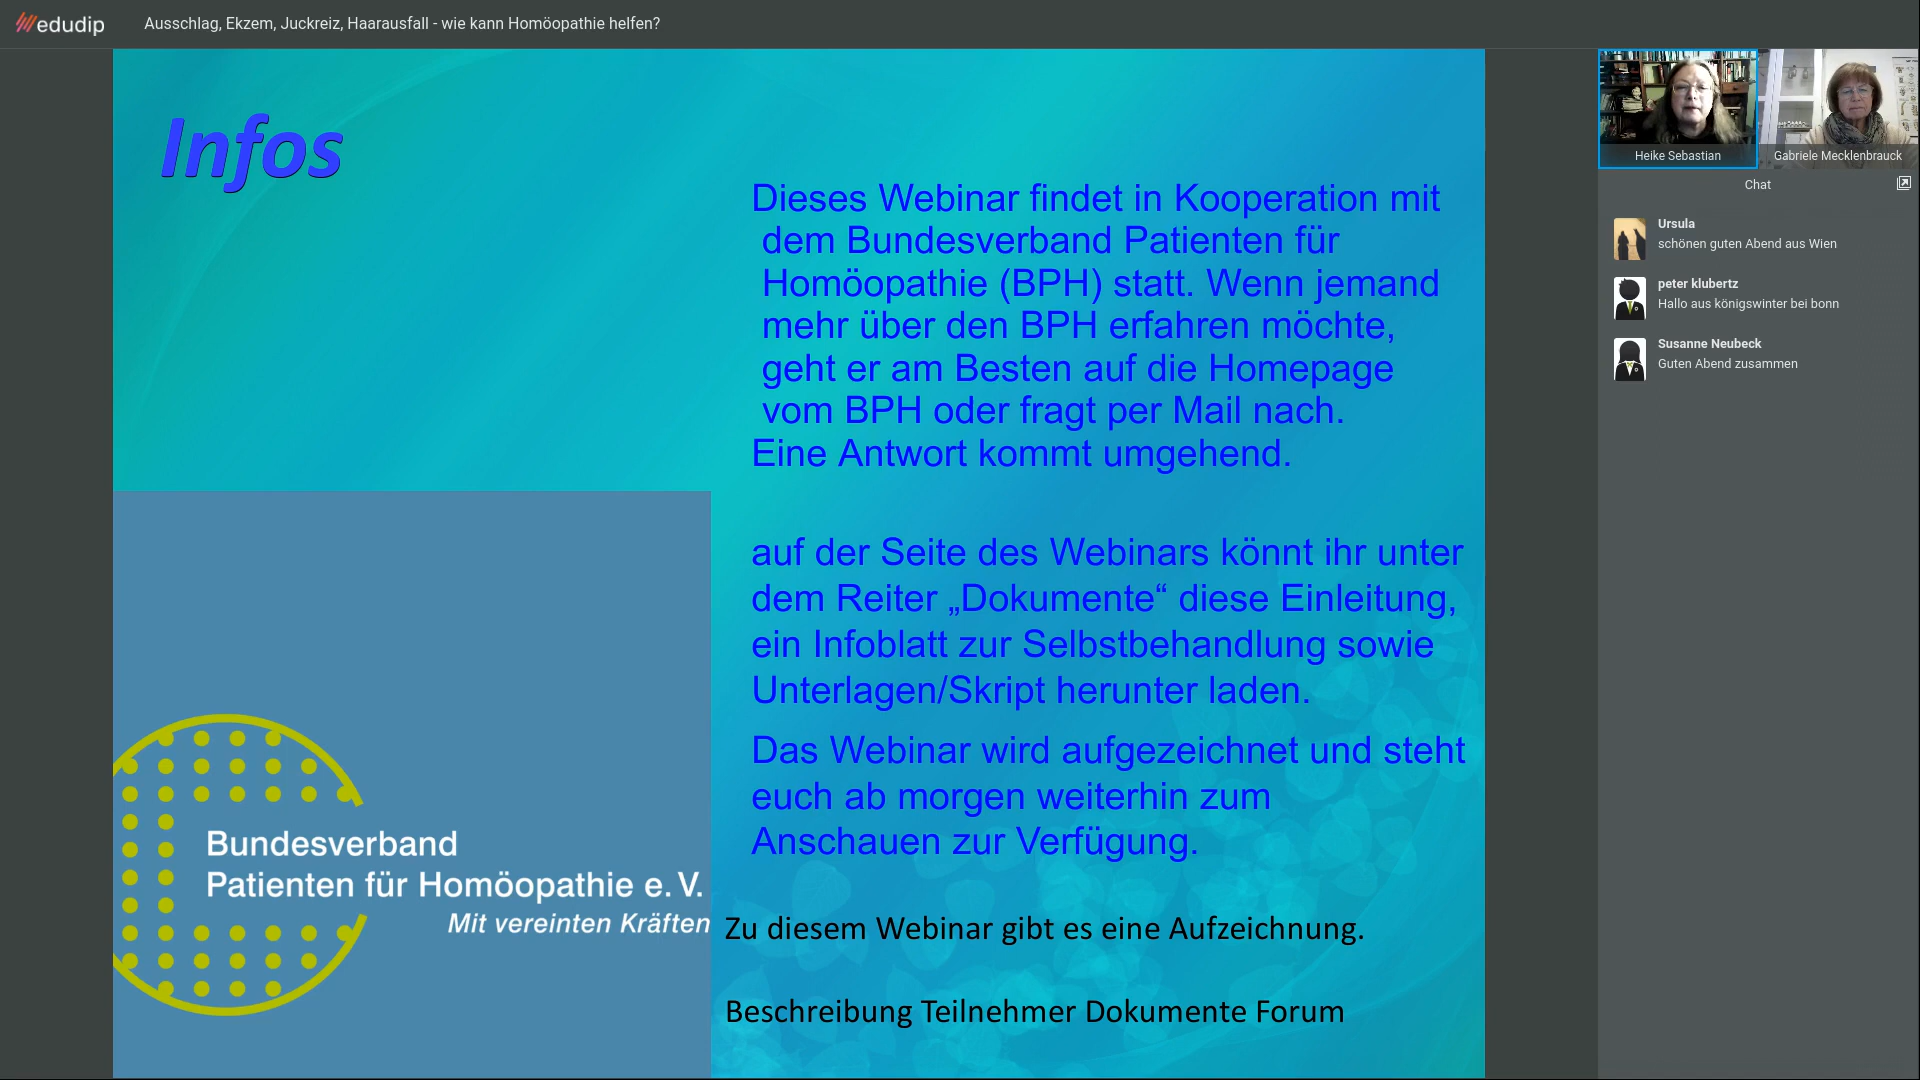 edudip
Ausschlag, Ekzem, Juckreiz, Haarausfall - wie kann Homöopathie helfen?
Infos
Dieses Webinar findet in Kooperation mit
dem Bundesverband Patienten für
Homöopathie (BPH) statt. Wenn jemand
mehr über den BPH erfahren möchte,
geht er am Besten auf die Homepage
vom BPH oder fragt per Mail nach.
Eine Antwort kommt umgehend.
auf der Seite des Webinars könnt ihr unter
dem Reiter „Dokumente“ diese Einleitung,
ein Infoblatt zur Selbstbehandlung sowie
Unterlagen/Skript herunter laden.
Das Webinar wird aufgezeichnet und steht
euch ab morgen weiterhin zum
Anschauen zur Verfügung.
Bundesverband
Patienten für Homöopathie e. V.
Mit vereinten Kräften
Zu diesem Webinar gibt es eine Aufzeichnung.
Beschreibung Teilnehmer Dokumente Forum
Heike Sebastian
Gabriele Mecklenbrauck
Chat
Ursula
schönen guten Abend aus Wien
peter klubertz
Hallo aus königswinter bei bonn
Susanne Neubeck
Guten Abend zusammen